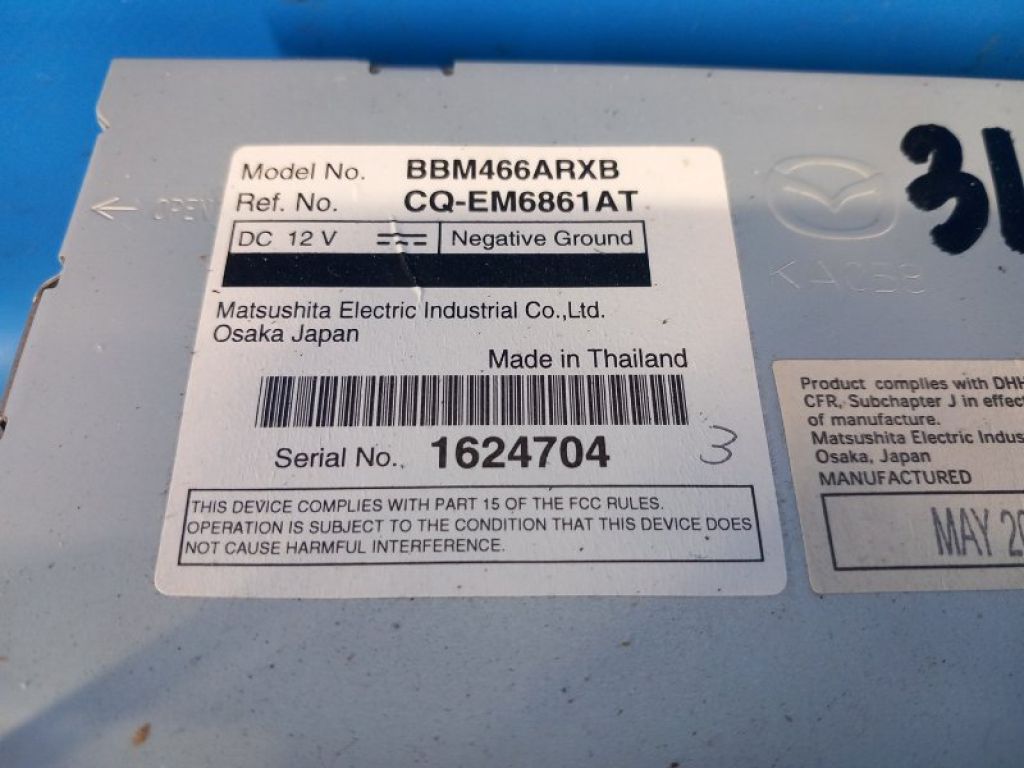 Model No. BBM466ARXB
Ref. No. CQ-EM6861AT
DC 12 V Negative Ground
Matsushita Electric Industrial Co.,Ltd.
Osaka Japan
Made in Thailand
Serial No. 1624704
3
THIS DEVICE COMPLIES WITH PART 15 OF THE FCC RULES.
OPERATION IS SUBJECT TO THE CONDITION THAT THIS DEVICE DOES
NOT CAUSE HARMFUL INTERFERENCE.
← OPEN
31
Product complies with DHH
CFR, Subchapter J in effect
of manufacture.
Matsushita Electric Indus
Osaka, Japan
MANUFACTURED
MAY 20